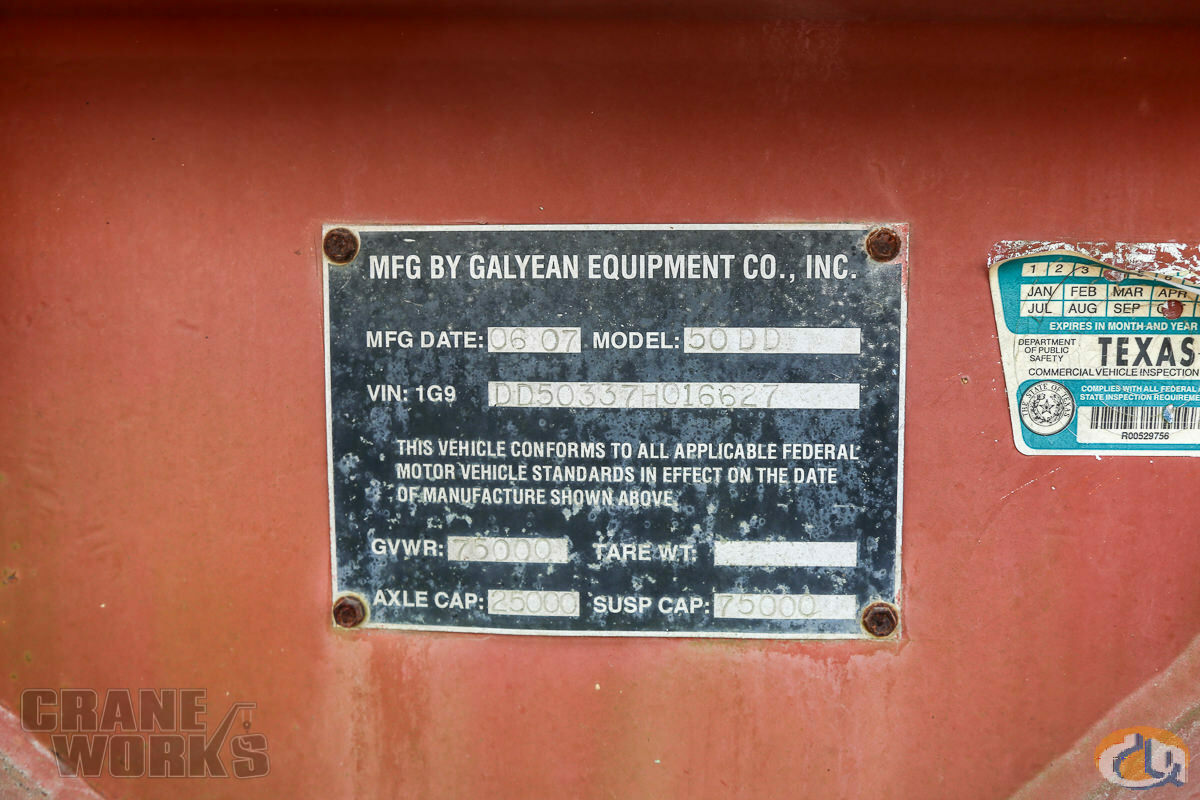 MFG BY GALYEAN EQUIPMENT CO., INC.
MFG DATE: 06 07 MODEL: 50 DD
VIN: 1G9 DD50337H016627
THIS VEHICLE CONFORMS TO ALL APPLICABLE FEDERAL
MOTOR VEHICLE STANDARDS IN EFFECT ON THE DATE
OF MANUFACTURE SHOWN ABOVE.
GVWR: 75000 TARE WT:
AXLE CAP: 25000 SUSP CAP: 75000
1 2 3
JAN FEB MAR APR
JUL AUG SEP
EXPIRES IN MONTH AND YEAR
DEPARTMENT
OF PUBLIC
SAFETY
TEXAS
COMMERCIAL VEHICLE INSPECTION
COMPLIES WITH ALL FEDERAL
STATE INSPECTION
THE STATE OF TEXAS
R00529756
CRANE
WORKS